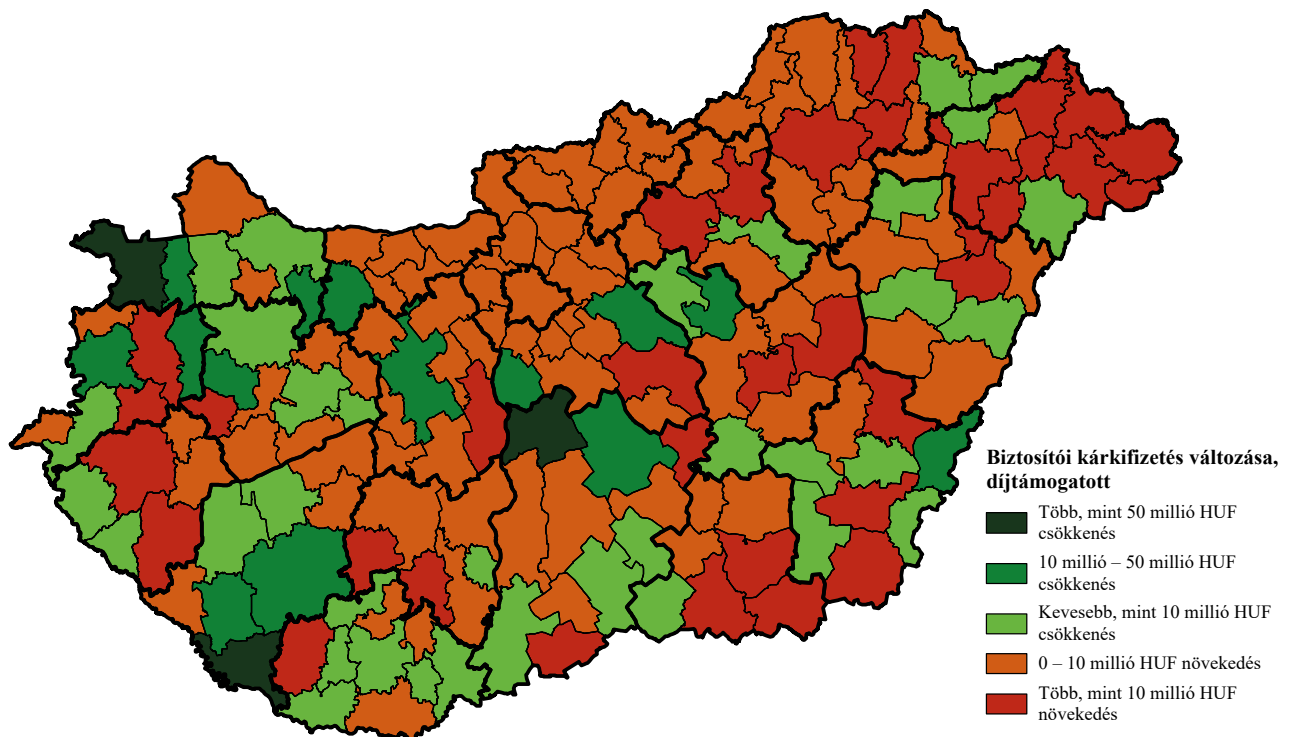 Biztosítói kárkifizetés változása,
díjtámogatott
Több, mint 50 millió HUF
csökkenés
10 millió – 50 millió HUF
csökkenés
Kevesebb, mint 10 millió HUF
csökkenés
0 – 10 millió HUF növekedés
Több, mint 10 millió HUF
növekedés